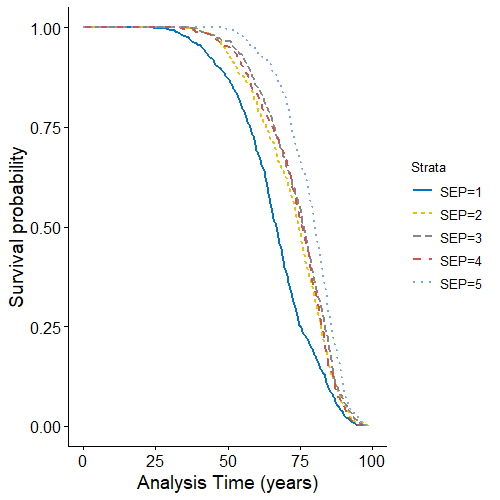 1.00
0.75
0.50
0.25
0.00
Survival probability
0 25 50 75 100
Analysis Time (years)
Strata
SEP=1
SEP=2
SEP=3
SEP=4
SEP=5